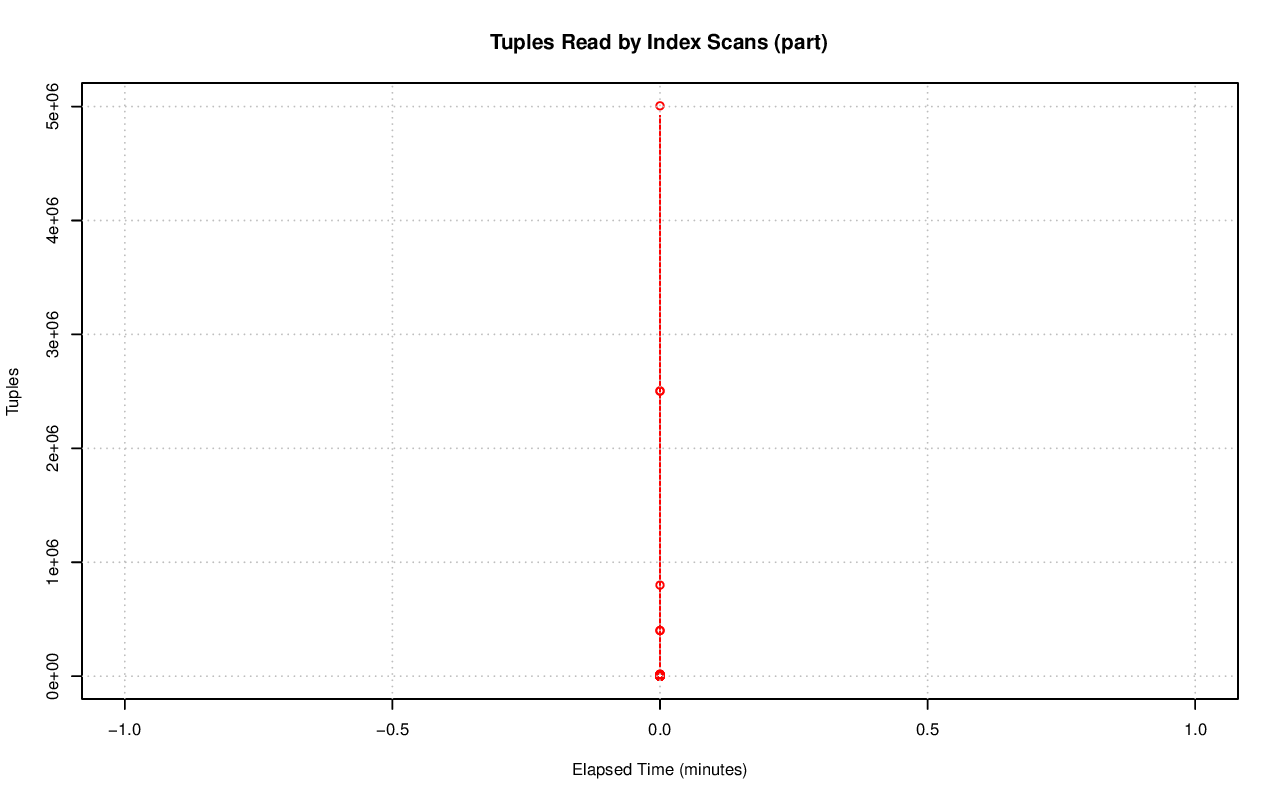 Tuples Read by Index Scans (part)
5e+06
4e+06
3e+06
2e+06
1e+06
0e+00
Tuples
−1.0
−0.5
0.0
0.5
1.0
Elapsed Time (minutes)